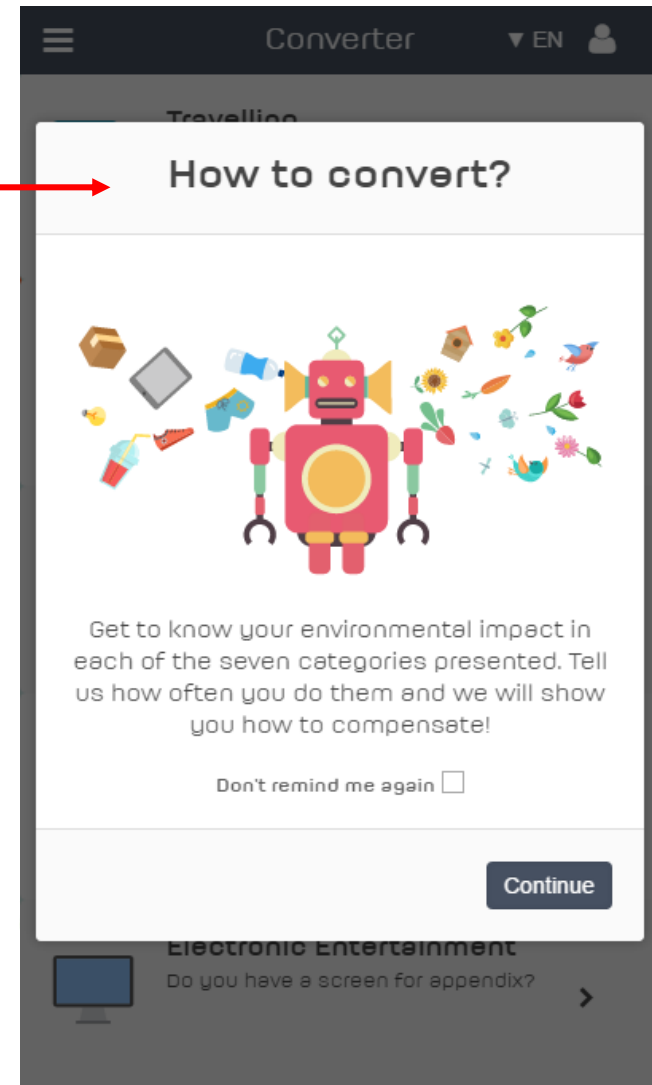 Converter
▼ EN
Travelling
How to convert?
Get to know your environmental impact in
each of the seven categories presented. Tell
us how often you do them and we will show
you how to compensate!
Don't remind me again
Continue
Electronic Entertainment
Do you have a screen for appendix?